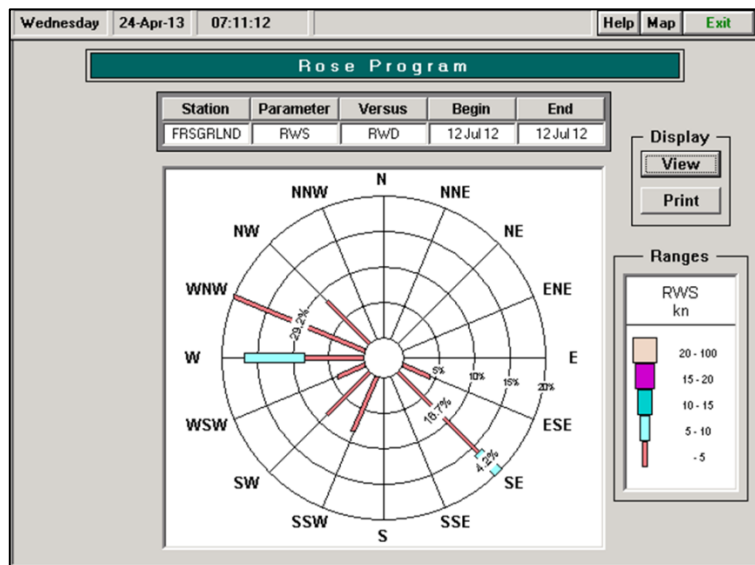 Wednesday 24-Apr-13 07:11:12 Help Map Exit
Rose Program
Station Parameter Versus Begin End
FRSGRLND RWS RWD 12 Jul 12 12 Jul 12
Display
View
Print
N
NNW NNE
NW NE
WNW ENE
29.2%
W E
5% 10% 15% 20%
WSW ESE
16.7%
4.2%
SW SE
SSW SSE
S
Ranges
RWS
kn
20 - 100
15 - 20
10 - 15
5 - 10
- 5